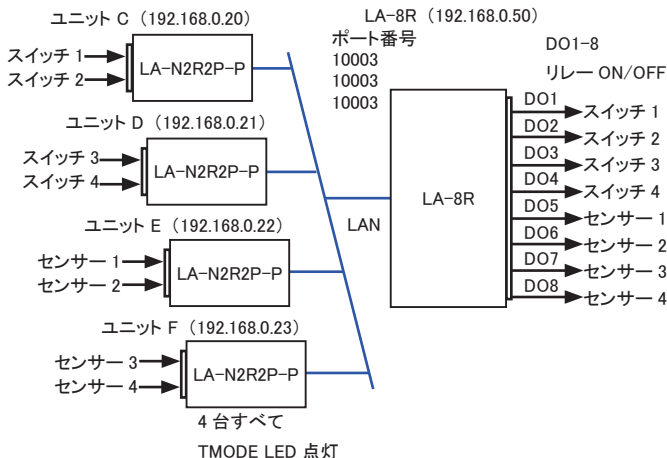 ユニット C (192.168.0.20)
スイッチ 1
スイッチ 2
LA-N2R2P-P
ユニット D (192.168.0.21)
スイッチ 3
スイッチ 4
LA-N2R2P-P
ユニット E (192.168.0.22)
センサー 1
センサー 2
LA-N2R2P-P
ユニット F (192.168.0.23)
センサー 3
センサー 4
LA-N2R2P-P
4 台すべて
TMODE LED 点灯
LAN
LA-8R (192.168.0.50)
ポート番号
10003
10003
10003
LA-8R
DO1-8
リレー ON/OFF
DO1 スイッチ 1
DO2 スイッチ 2
DO3 スイッチ 3
DO4 スイッチ 4
DO5 センサー 1
DO6 センサー 2
DO7 センサー 3
DO8 センサー 4